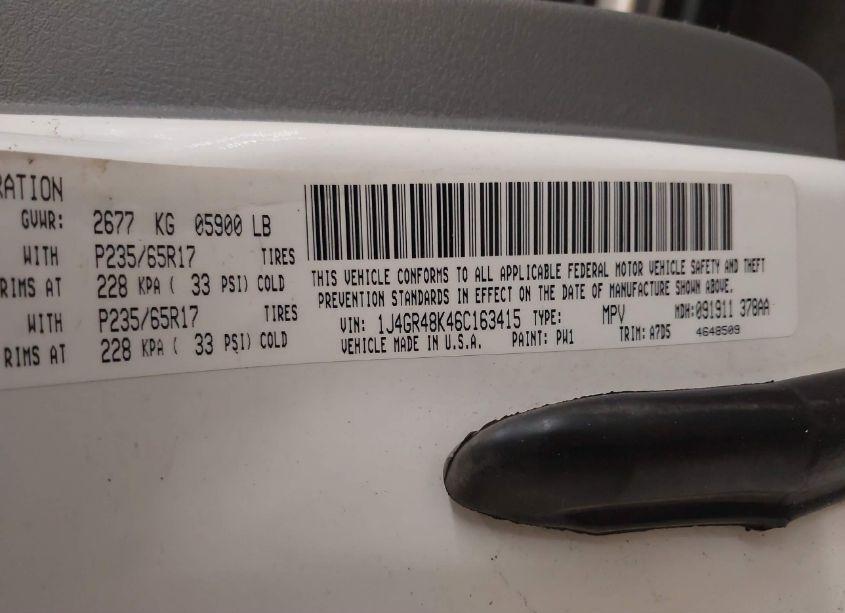 RATION
GVWR: 2677 KG 05900 LB
WITH P235/65R17 TIRES
RIMS AT 228 KPA ( 33 PSI) COLD
WITH P235/65R17 TIRES
RIMS AT 228 KPA ( 33 PSI) COLD
THIS VEHICLE CONFORMS TO ALL APPLICABLE FEDERAL MOTOR VEHICLE SAFETY AND THEFT
PREVENTION STANDARDS IN EFFECT ON THE DATE OF MANUFACTURE SHOWN ABOVE.
VIN: 1J4GR48K46C163415 TYPE: MPV MDH:091911 378AA
VEHICLE MADE IN U.S.A. PAINT: PW1 TRIM: A7D5 4648509